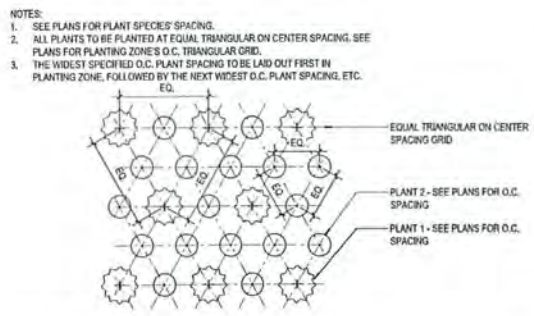 NOTES:
1. SEE PLANS FOR PLANT SPECIES' SPACING.
2. ALL PLANTS TO BE PLANTED AT EQUAL TRIANGULAR ON CENTER SPACING. SEE
PLANS FOR PLANTING ZONE'S O.C. TRIANGULAR GRID.
3. THE WIDEST SPECIFIED O.C. PLANT SPACING TO BE LAID OUT FIRST IN
PLANTING ZONE, FOLLOWED BY THE NEXT WIDEST O.C. PLANT SPACING, ETC.
EQ.
EQUAL TRIANGULAR ON CENTER
SPACING GRID
EQ.
EQ.
EQ.
EQ.
EQ.
PLANT 2 - SEE PLANS FOR O.C.
SPACING
PLANT 1 - SEE PLANS FOR O.C.
SPACING